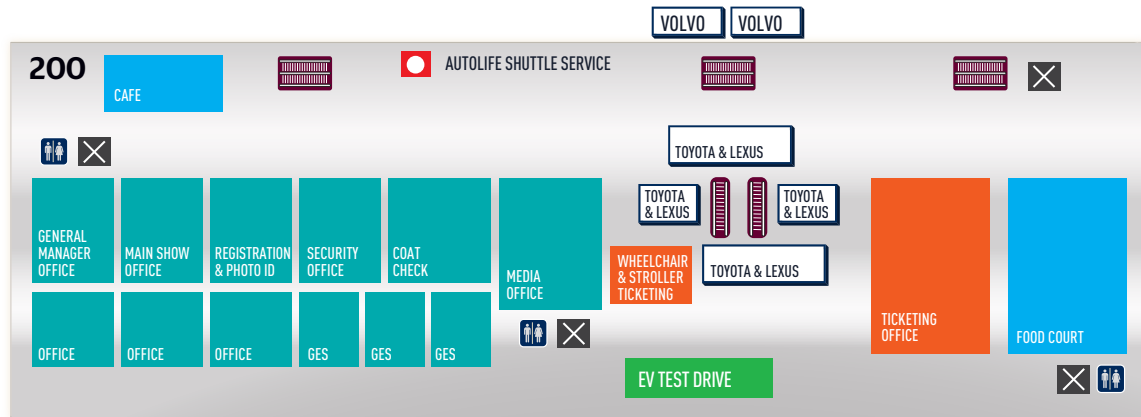 VOLVO
VOLVO
200
CAFE
AUTOLIFE SHUTTLE SERVICE
TOYOTA & LEXUS
TOYOTA
& LEXUS
TOYOTA
& LEXUS
TOYOTA & LEXUS
GENERAL
MANAGER
OFFICE
MAIN SHOW
OFFICE
REGISTRATION
& PHOTO ID
SECURITY
OFFICE
COAT
CHECK
MEDIA
OFFICE
WHEELCHAIR
& STROLLER
TICKETING
TICKETING
OFFICE
FOOD COURT
OFFICE
OFFICE
OFFICE
GES
GES
GES
EV TEST DRIVE